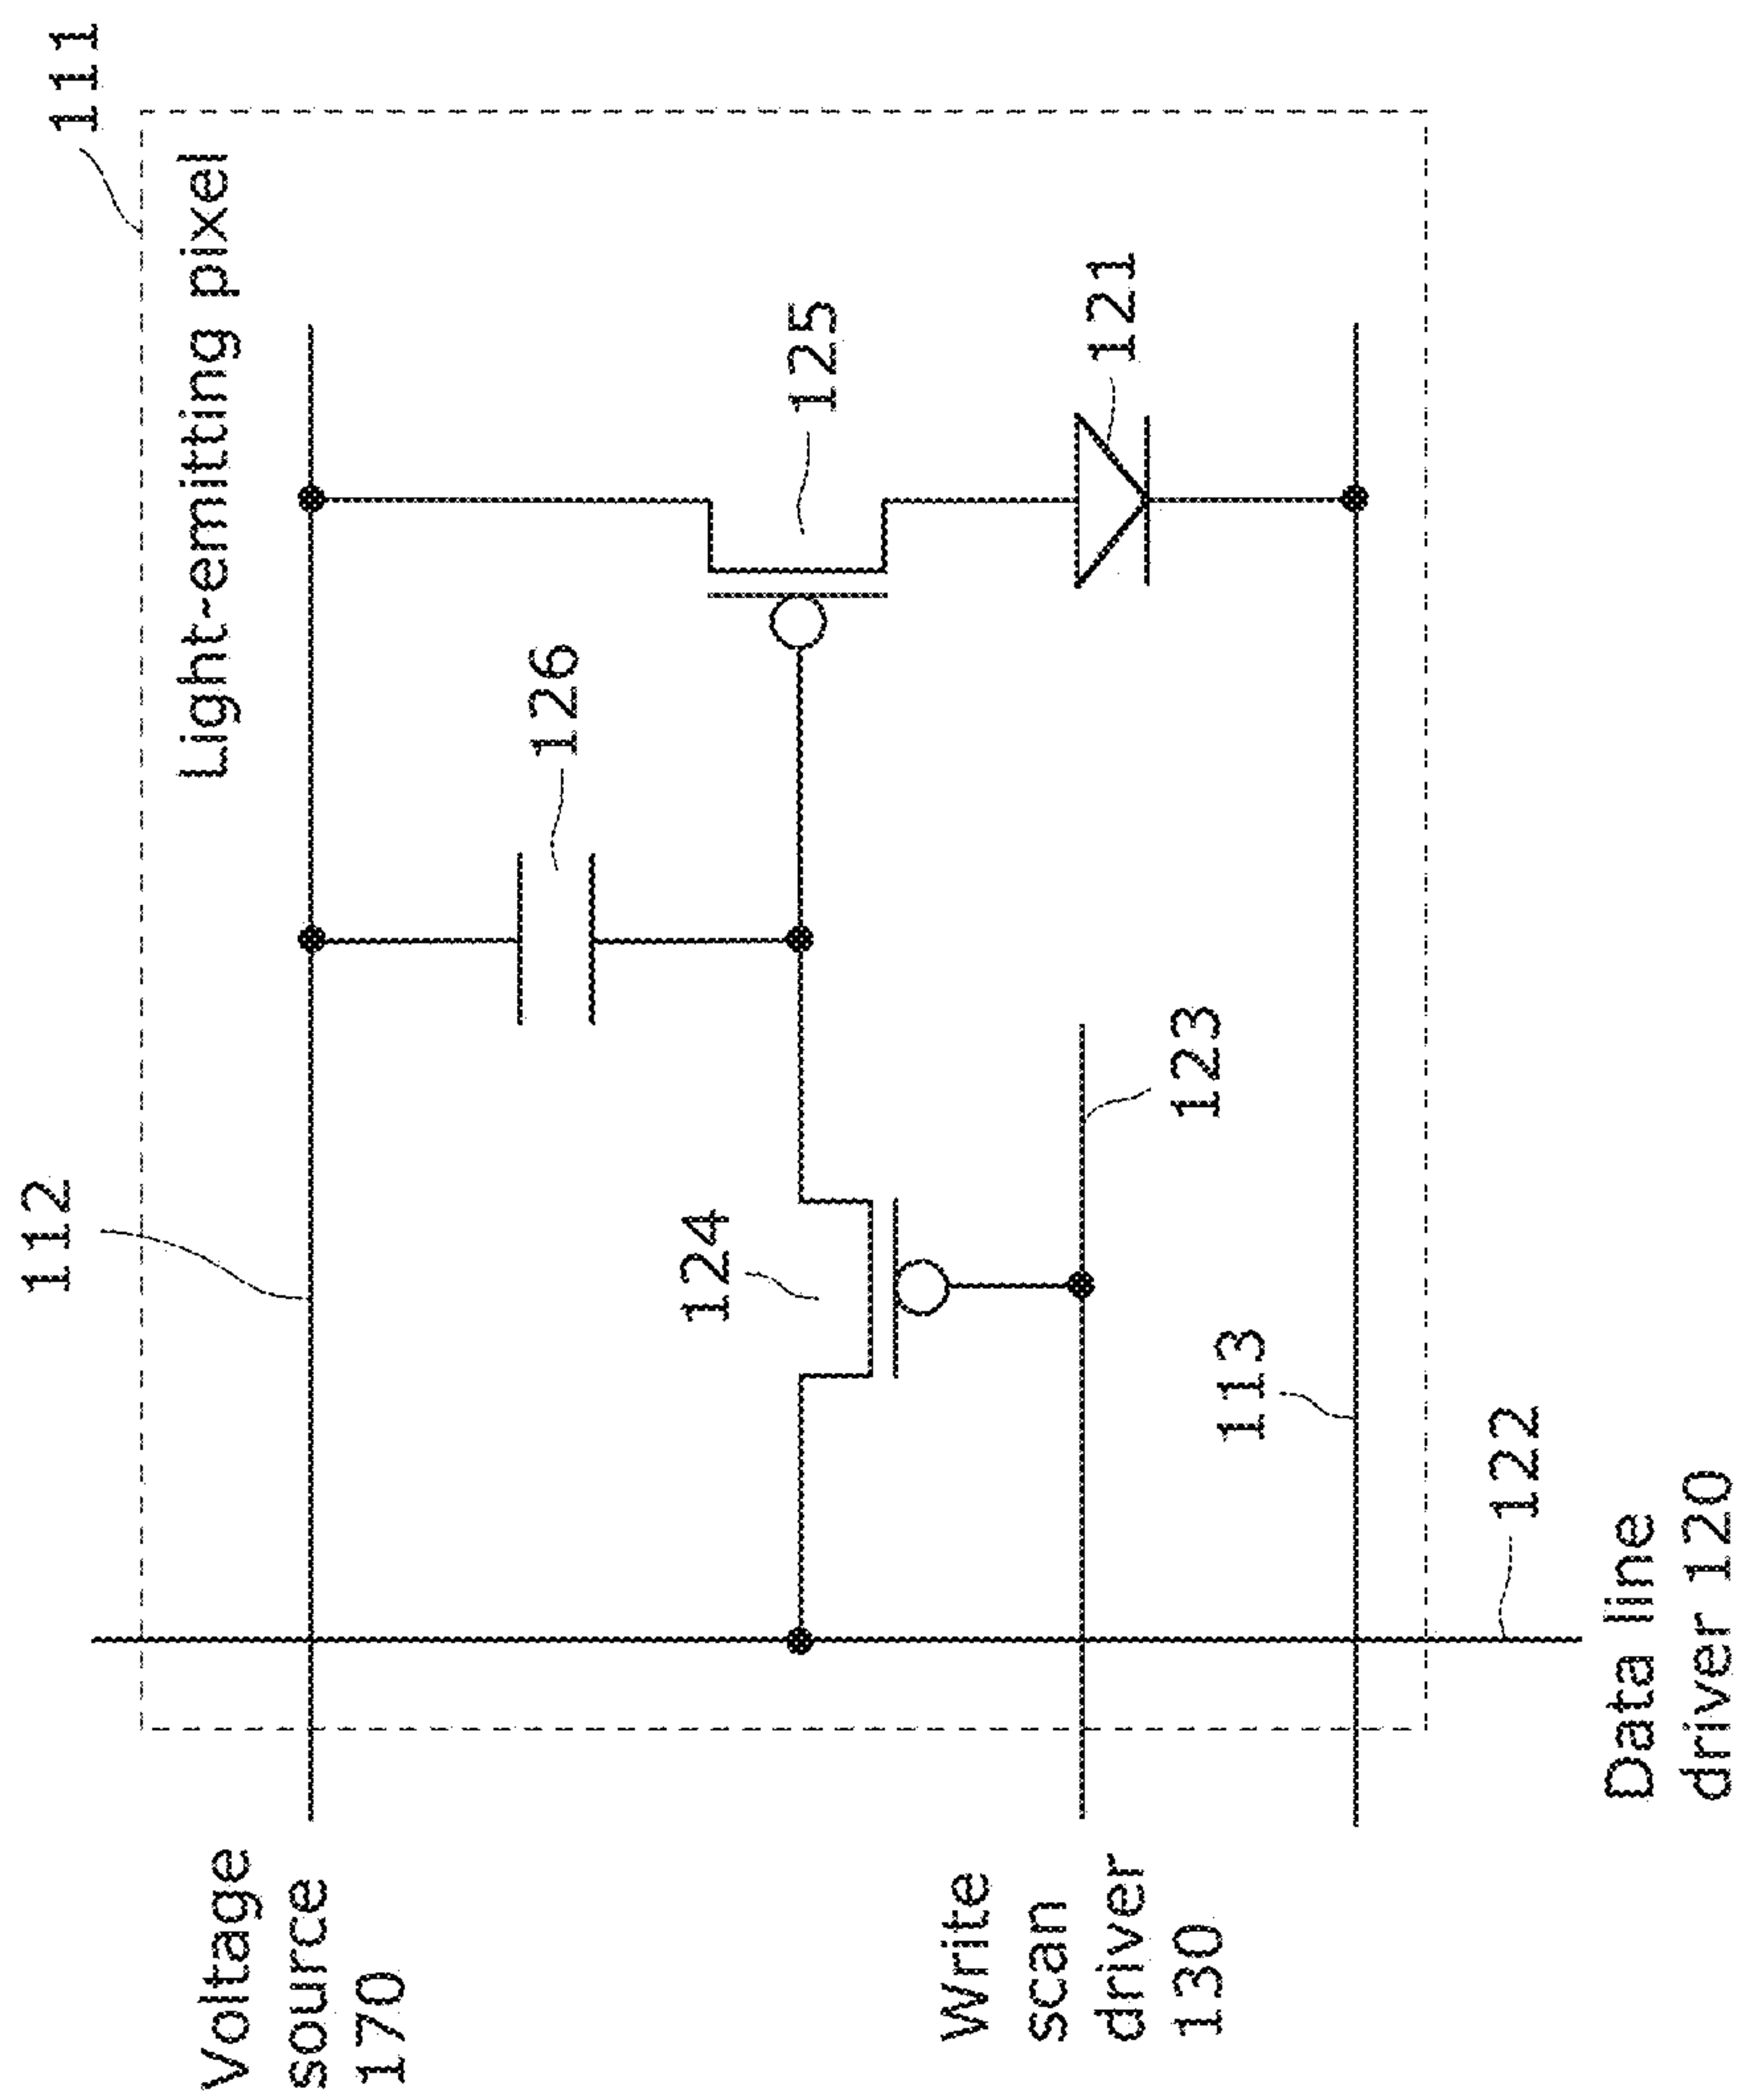 111
112
Light-emitting pixel
126
125
124
121
123
113
122
Voltage
source
170
Write
scan
driver
130
Data line
driver 120